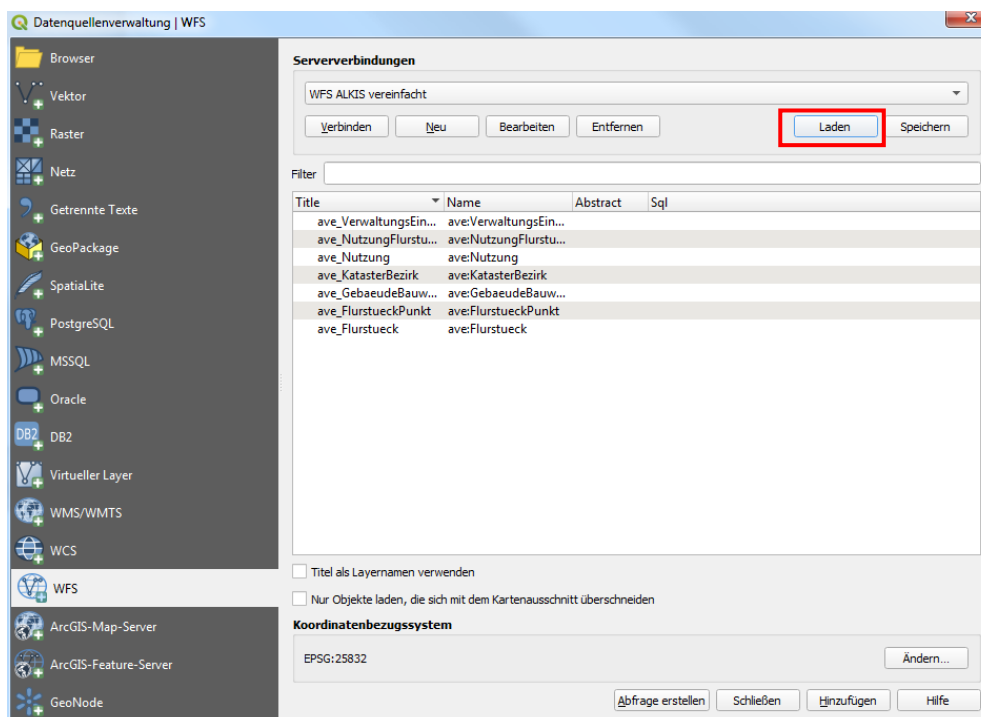 Datenquellenverwaltung | WFS
Browser
Vektor
Raster
Netz
Getrennte Texte
GeoPackage
SpatiaLite
PostgreSQL
MSSQL
Oracle
DB2 DB2
Virtueller Layer
WMS/WMTS
WCS
WFS
ArcGIS-Map-Server
ArcGIS-Feature-Server
GeoNode
Serververbindungen
WFS ALKIS vereinfacht
Verbinden Neu Bearbeiten Entfernen Laden Speichern
Filter
Title Name Abstract Sql
ave_VerwaltungsEin... ave:VerwaltungsEin...
ave_NutzungFlurstu... ave:NutzungFlurstu...
ave_Nutzung ave:Nutzung
ave_KatasterBezirk ave:KatasterBezirk
ave_GebaeudeBauw... ave:GebaeudeBauw...
ave_FlurstueckPunkt ave:FlurstueckPunkt
ave_Flurstueck ave:Flurstueck
Titel als Layernamen verwenden
Nur Objekte laden, die sich mit dem Kartenausschnitt überschneiden
Koordinatenbezugssystem
EPSG:25832 Ändern...
Abfrage erstellen Schließen Hinzufügen Hilfe